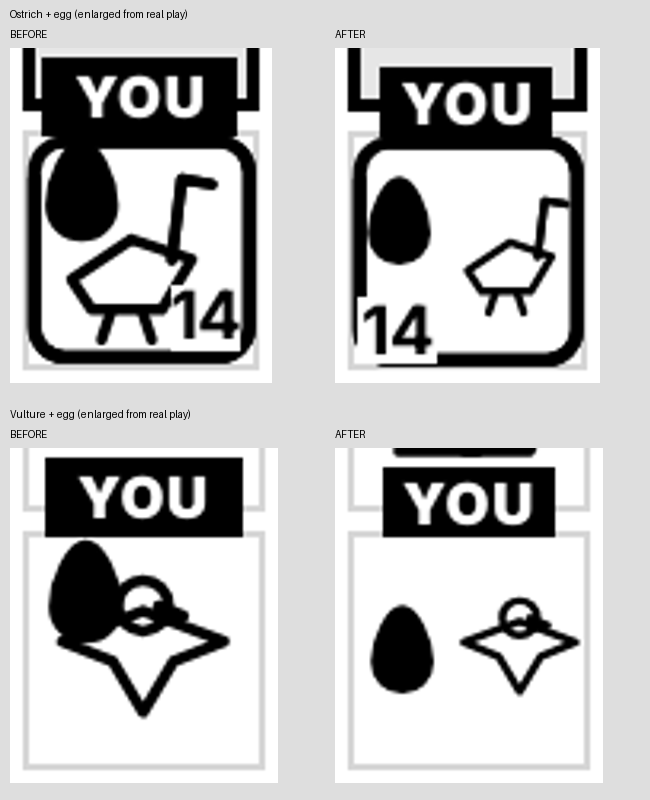 Ostrich + egg (enlarged from real play)
BEFORE
AFTER
YOU
YOU
14
14
Vulture + egg (enlarged from real play)
BEFORE
AFTER
YOU
YOU